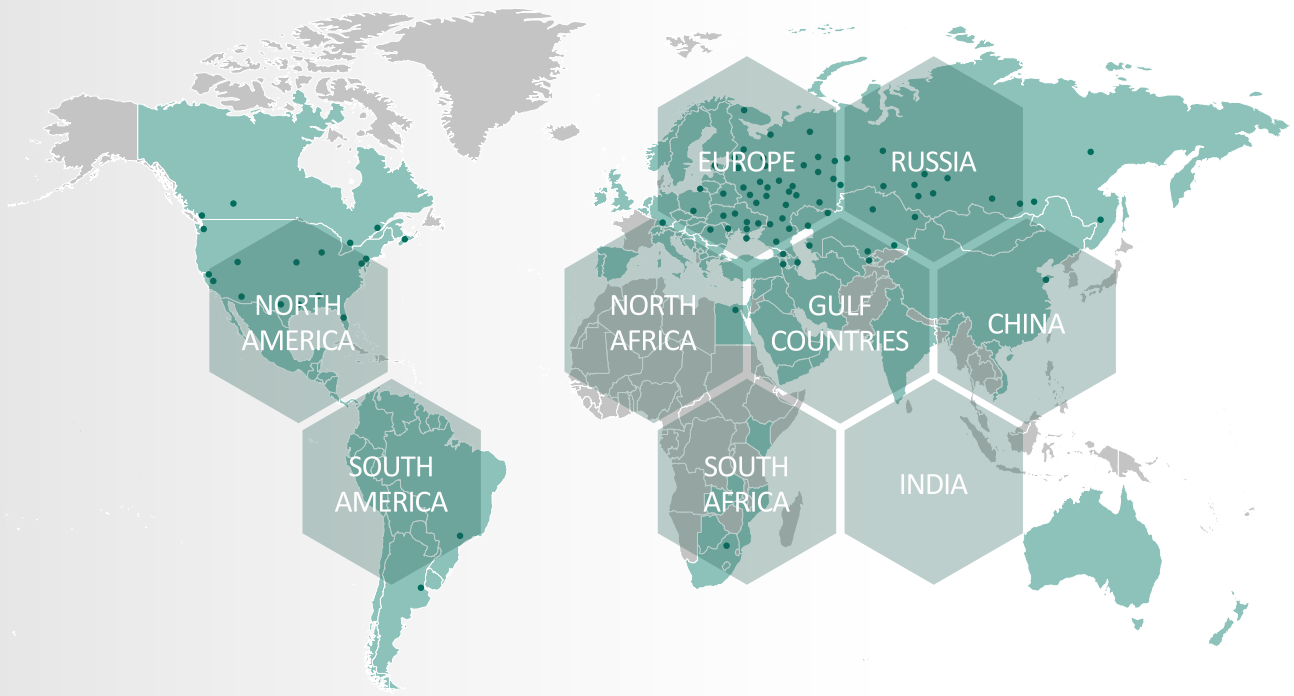 EUROPE
RUSSIA
NORTH
AMERICA
NORTH
AFRICA
GULF
COUNTRIES
CHINA
SOUTH
AMERICA
SOUTH
AFRICA
INDIA